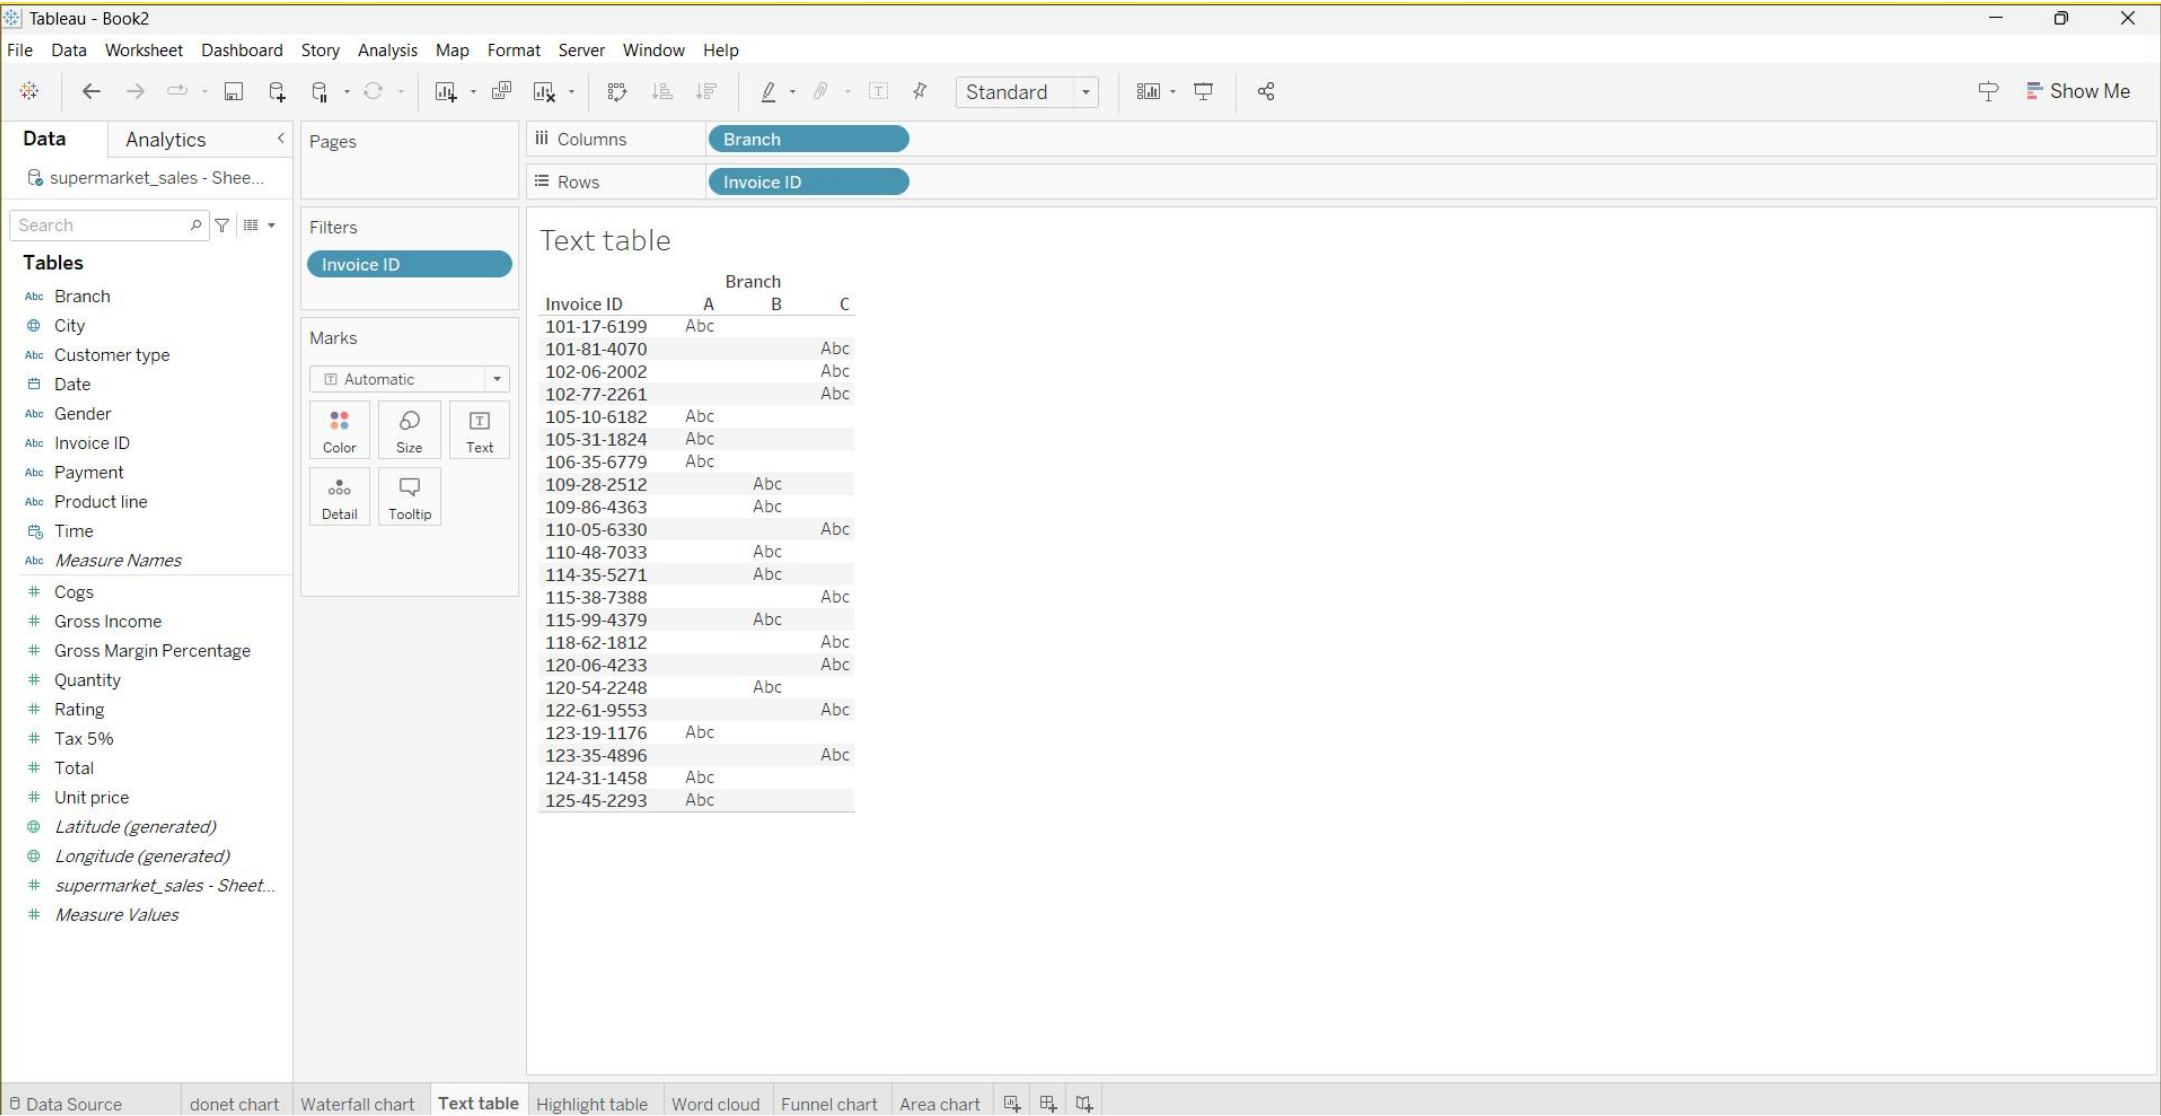 Tableau - Book2
File Data Worksheet Dashboard Story Analysis Map Format Server Window Help
Standard
Show Me
Data Analytics
supermarket_sales - Shee...
Search
Tables
Abc Branch
City
Abc Customer type
Date
Abc Gender
Abc Invoice ID
Abc Payment
Abc Product line
Time
Abc Measure Names
# Cogs
# Gross Income
# Gross Margin Percentage
# Quantity
# Rating
# Tax 5%
# Total
# Unit price
Latitude (generated)
Longitude (generated)
# supermarket_sales - Sheet...
# Measure Values
Pages
Filters
Invoice ID
Marks
T Automatic
Color Size T Text
Detail Tooltip
iii Columns Branch
Rows Invoice ID
Text table
Branch
Invoice ID A B C
101-17-6199 Abc
101-81-4070 Abc
102-06-2002 Abc
102-77-2261 Abc
105-10-6182 Abc
105-31-1824 Abc
106-35-6779 Abc
109-28-2512 Abc
109-86-4363 Abc
110-05-6330 Abc
110-48-7033 Abc
114-35-5271 Abc
115-38-7388 Abc
115-99-4379 Abc
118-62-1812 Abc
120-06-4233 Abc
120-54-2248 Abc
122-61-9553 Abc
123-19-1176 Abc
123-35-4896 Abc
124-31-1458 Abc
125-45-2293 Abc
Data Source donet chart Waterfall chart Text table Highlight table Word cloud Funnel chart Area chart